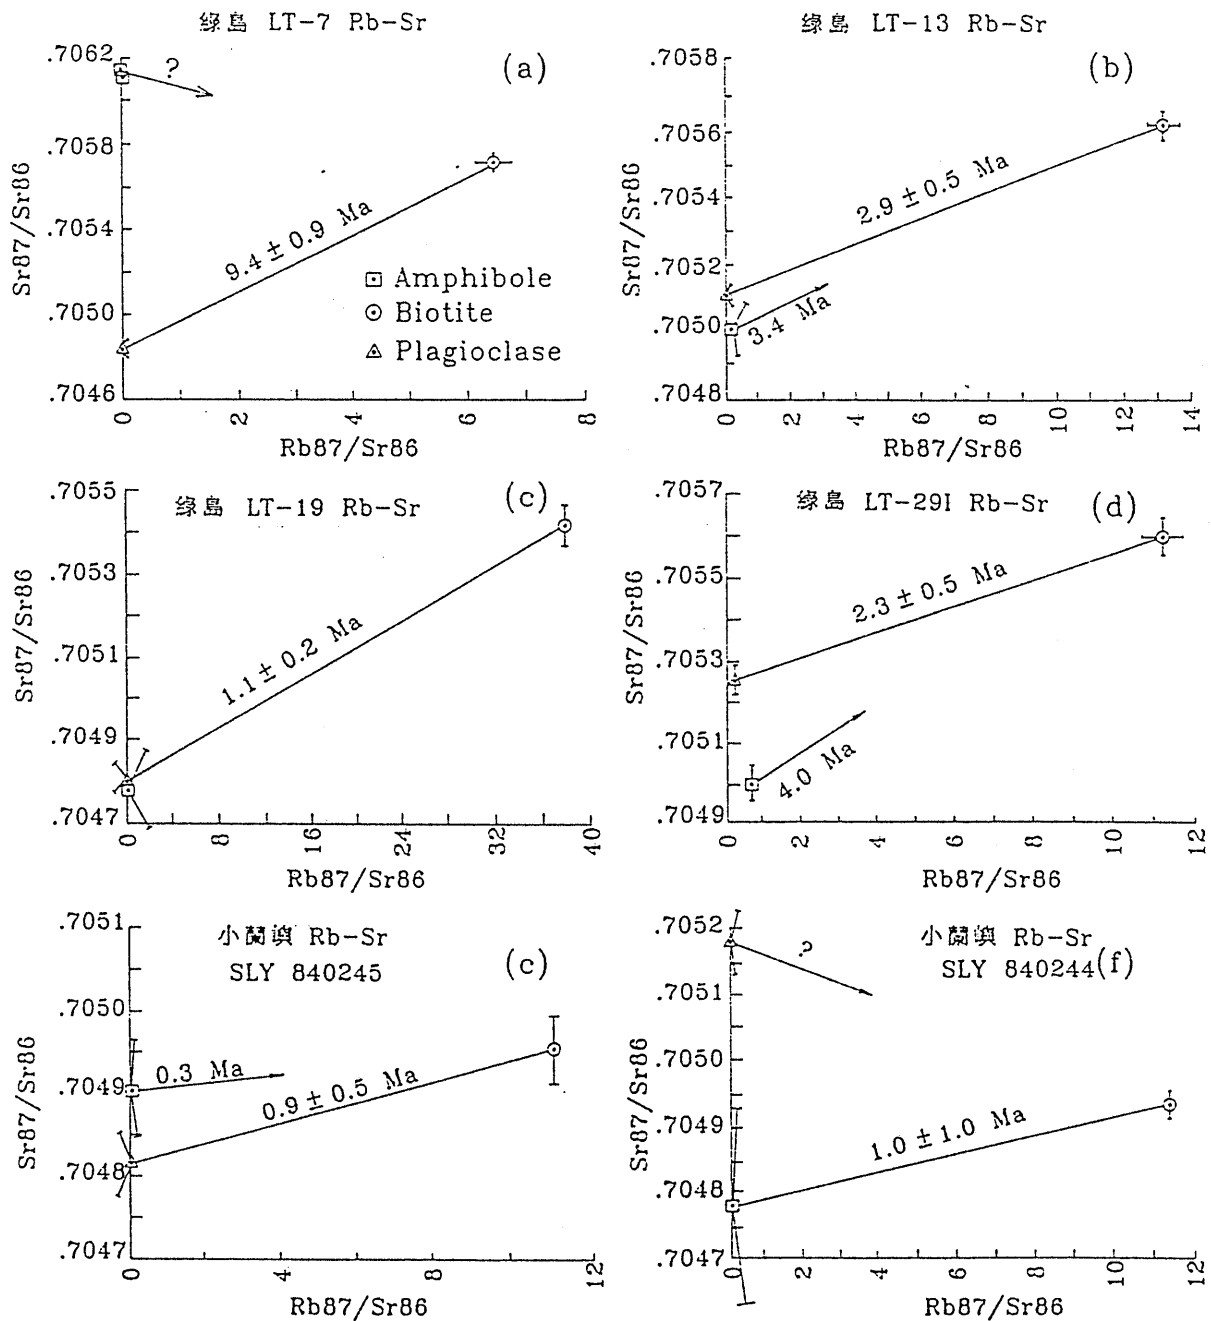 綠島 LT-7 Rb-Sr
(a)
Sr87/Sr86
.7062
.7058
.7054
.7050
.7046
?
9.4 ± 0.9 Ma
Amphibole
Biotite
Plagioclase
0 2 4 6 8
Rb87/Sr86
綠島 LT-13 Rb-Sr
(b)
Sr87/Sr86
.7058
.7056
.7054
.7052
.7050
.7048
2.9 ± 0.5 Ma
3.4 Ma
0 2 4 6 8 10 12 14
Rb87/Sr86
綠島 LT-19 Rb-Sr
(c)
Sr87/Sr86
.7055
.7053
.7051
.7049
.7047
1.1 ± 0.2 Ma
0 8 16 24 32 40
Rb87/Sr86
綠島 LT-29I Rb-Sr
(d)
Sr87/Sr86
.7057
.7055
.7053
.7051
.7049
2.3 ± 0.5 Ma
4.0 Ma
0 2 4 6 8 10 12
Rb87/Sr86
小蘭嶼 Rb-Sr
SLY 840245
(c)
Sr87/Sr86
.7051
.7050
.7049
.7048
.7047
0.3 Ma
0.9 ± 0.5 Ma
0 4 8 12
Rb87/Sr86
小蘭嶼 Rb-Sr
SLY 840244 (f)
Sr87/Sr86
.7052
.7051
.7050
.7049
.7048
.7047
?
1.0 ± 1.0 Ma
0 2 4 6 8 10 12
Rb87/Sr86